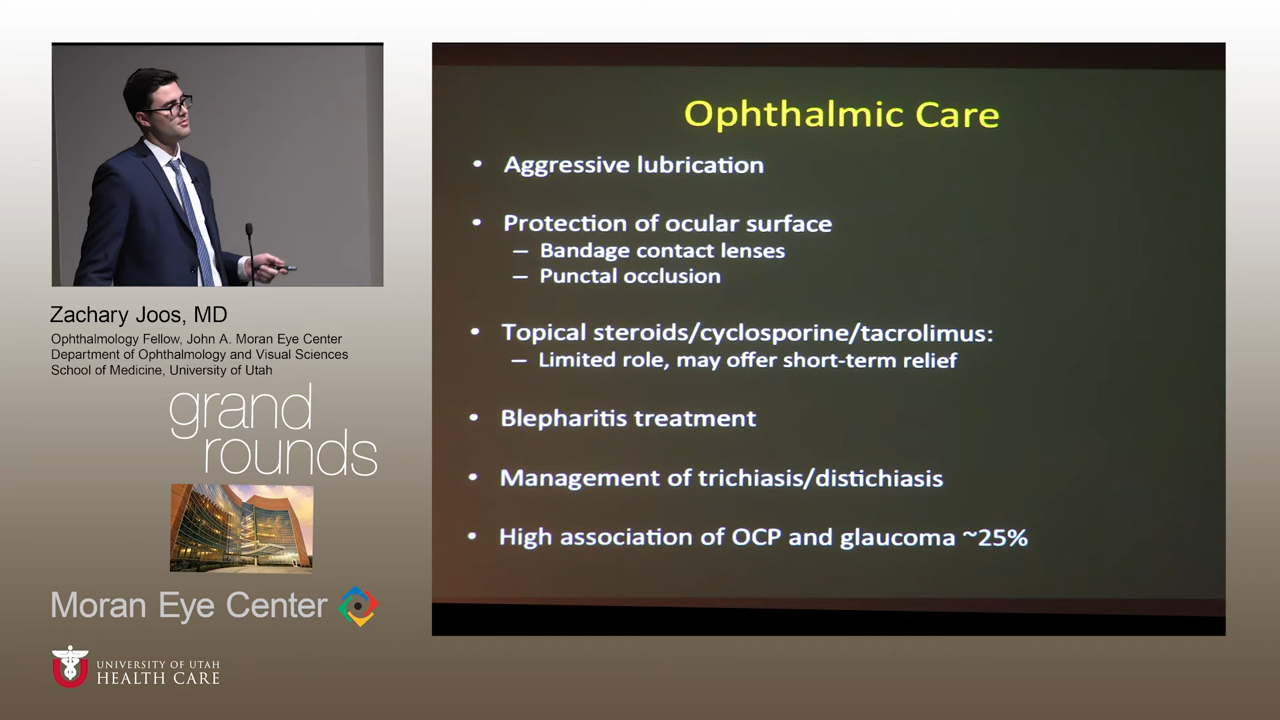 Ophthalmic Care
• Aggressive lubrication
• Protection of ocular surface
– Bandage contact lenses
– Punctal occlusion
• Topical steroids/cyclosporine/tacrolimus:
– Limited role, may offer short-term relief
• Blepharitis treatment
• Management of trichiasis/distichiasis
• High association of OCP and glaucoma ~25%
Zachary Joos, MD
Ophthalmology Fellow, John A. Moran Eye Center
Department of Ophthalmology and Visual Sciences
School of Medicine, University of Utah
grand
rounds
Moran Eye Center
UNIVERSITY OF UTAH
HEALTH CARE